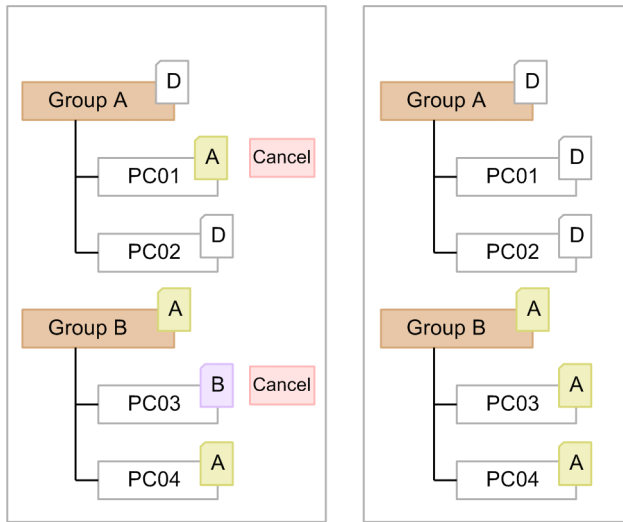 D
Group A
A
PC01
Cancel
D
PC02
A
Group B
B
PC03
Cancel
A
PC04
D
Group A
D
PC01
D
PC02
A
Group B
A
PC03
A
PC04